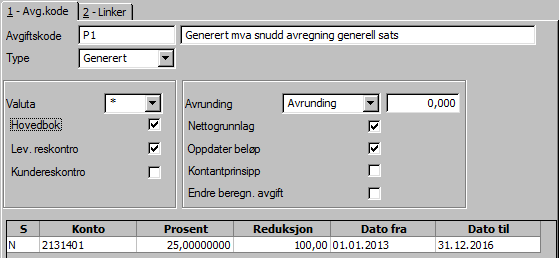 1 - Avg.kode 2 - Linker
Avgiftskode P1 Generert mva snudd avregning generell sats
Type Generert
Valuta * Avrunding Avrunding 0,000
Hovedbok Nettogrunnlag
Lev. reskontro Oppdater beløp
Kundereskontro Kontantprinsipp
Endre beregn. avgift
S Konto Prosent Reduksjon Dato fra Dato til
N 2131401 25,00000000 100,00 01.01.2013 31.12.2016